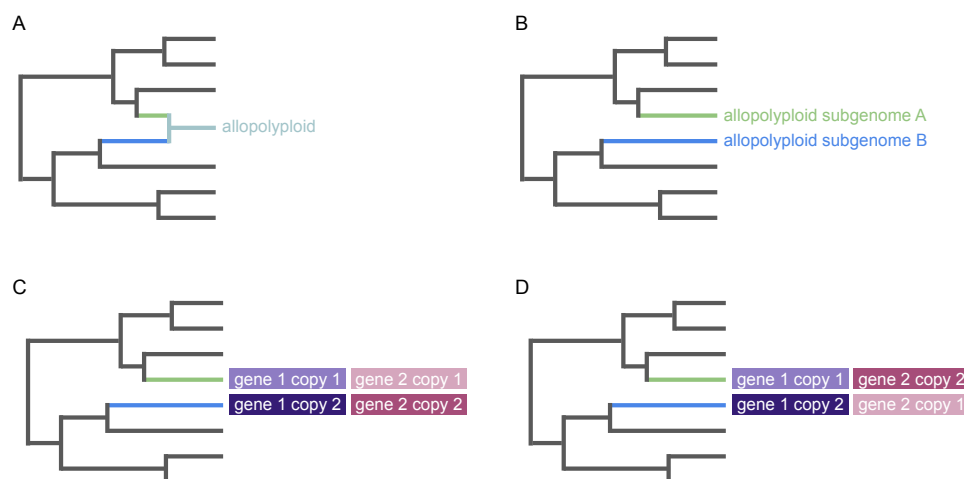 A
B
allopolyploid
allopolyploid subgenome A
allopolyploid subgenome B
C
D
gene 1 copy 1 gene 2 copy 1
gene 1 copy 2 gene 2 copy 2
gene 1 copy 1 gene 2 copy 2
gene 1 copy 2 gene 2 copy 1